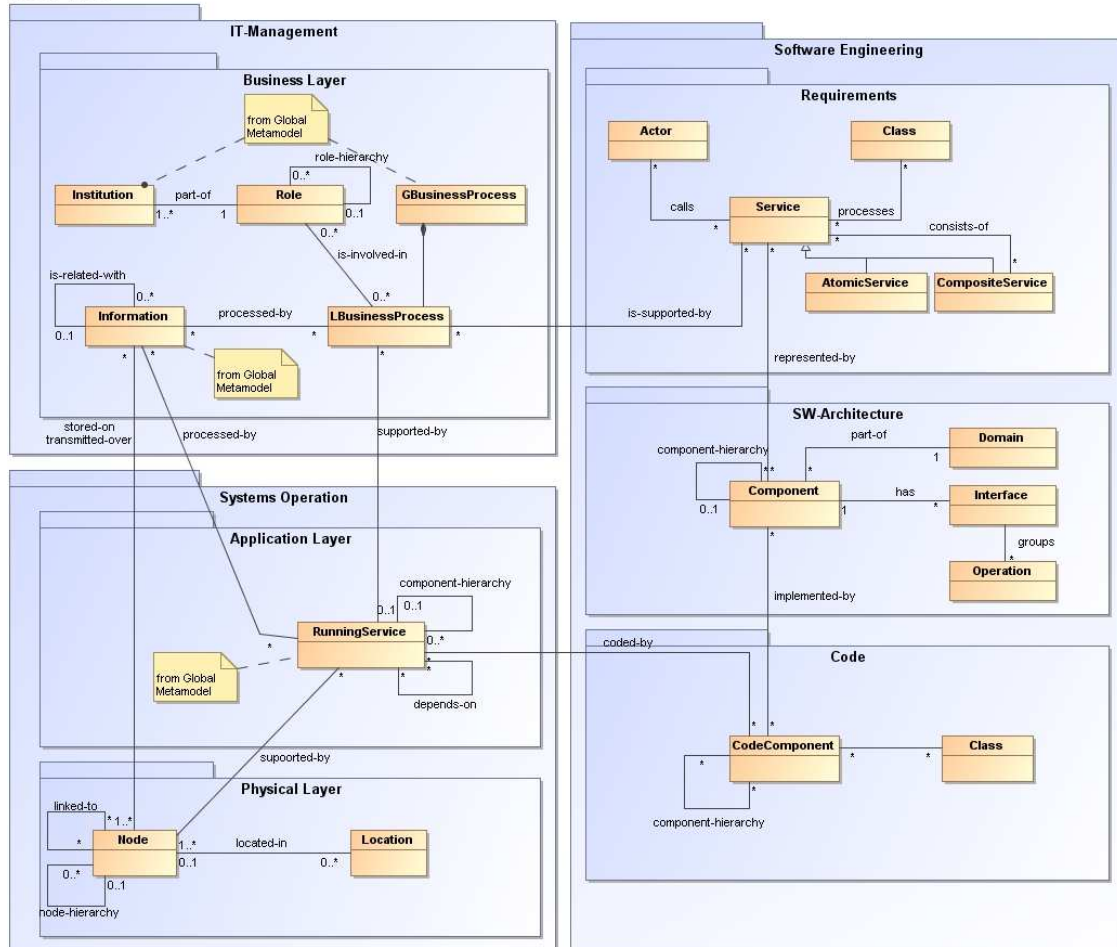 IT-Management
Business Layer
from Global
Metamodel
role-hierarchy
0..*
0..1
Institution
part-of
1..*
1
Role
GBusinessProcess
0..*
is-involved-in
0..*
is-related-with
0..*
0..1
Information
processed-by
*
*
LBusinessProcess
*
*
*
*
from Global
Metamodel
stored-on
transmitted-over
processed-by
supported-by
Software Engineering
Requirements
Actor
Class
*
*
calls
processes
*
Service
*
*
consists-of
*
*
*
AtomicService
CompositeService
is-supported-by
*
represented-by
SW-Architecture
component-hierarchy
part-of
Domain
**
*
1
0..1
Component
has
1
*
Interface
*
groups
*
Operation
implemented-by
Systems Operation
Application Layer
component-hierarchy
0..1
0..1
0..*
RunningService
*
*
*
*
*
from Global
Metamodel
depends-on
coded-by
Code
*
*
CodeComponent
*
*
Class
*
*
component-hierarchy
supoorted-by
Physical Layer
linked-to
*
1..*
*
Node
1..*
0..1
located-in
0..*
Location
0..*
0..1
node-hierarchy